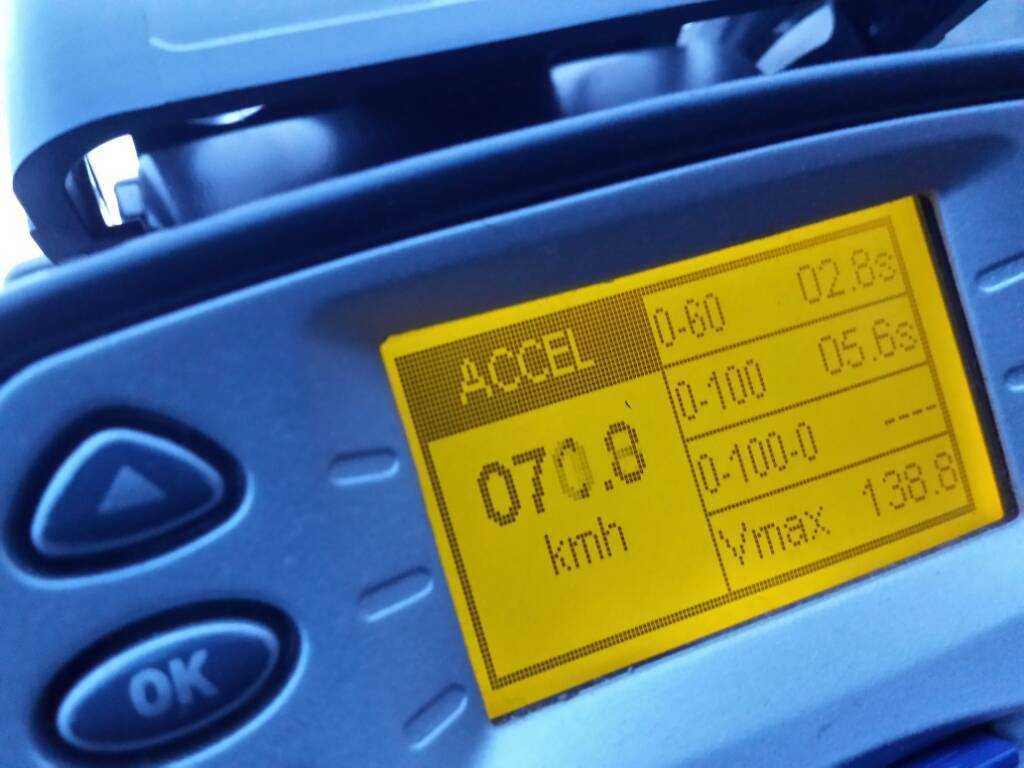 ACCEL
070.8
kmh
0-60 02.8s
0-100 05.6s
0-100-0 ----
Vmax 138.8
OK